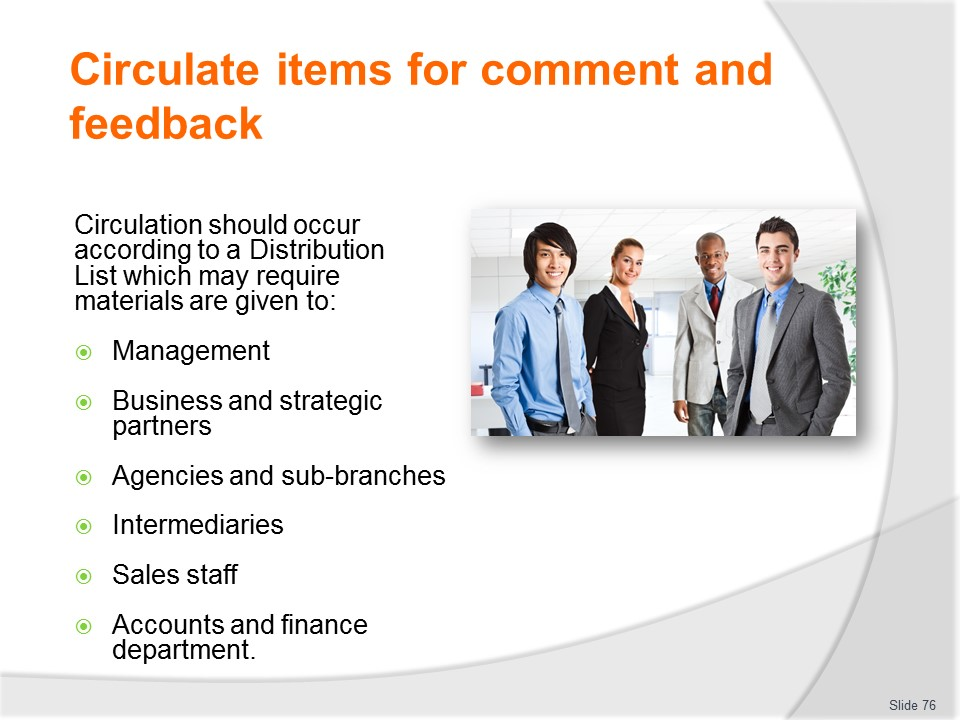 Circulate items for comment and
feedback
Circulation should occur
according to a Distribution
List which may require
materials are given to:
Management
Business and strategic
partners
Agencies and sub-branches
Intermediaries
Sales staff
Accounts and finance
department.
Slide 76